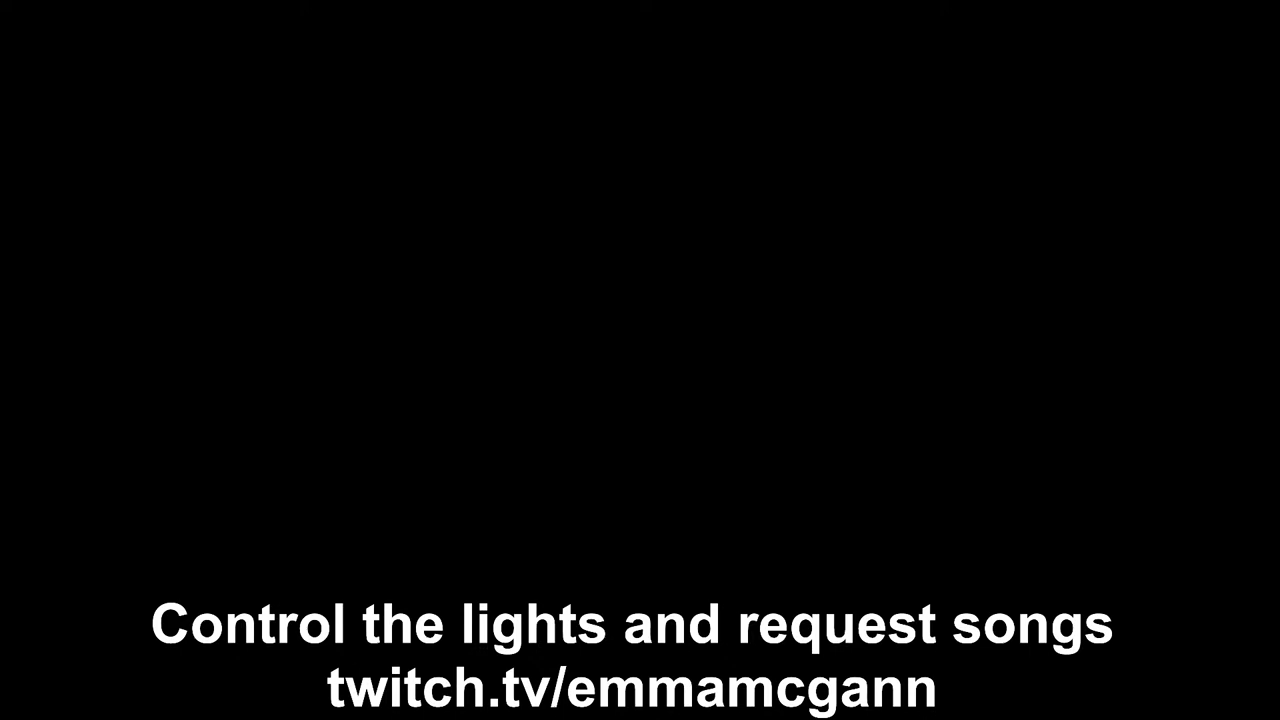 Control the lights and request songs
twitch.tv/emmamcgann